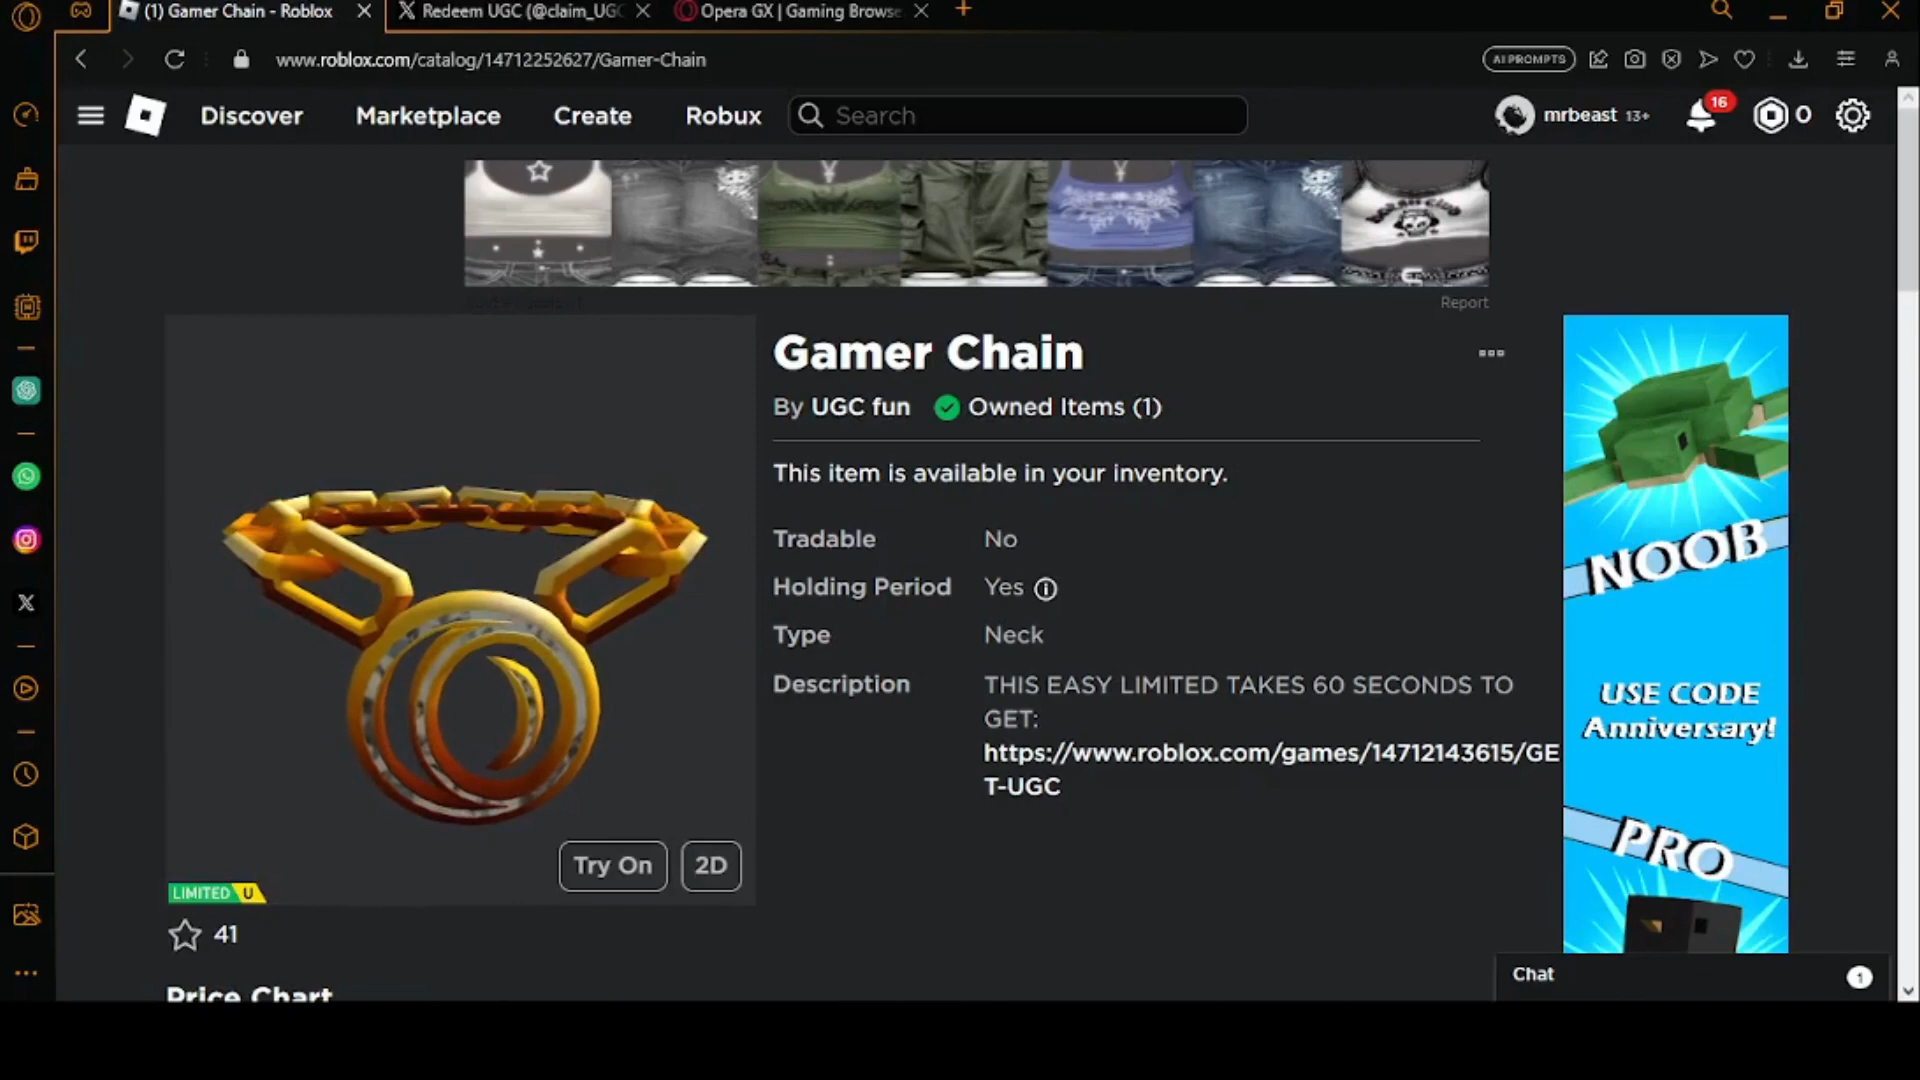 (1) Gamer Chain - Roblox
Redeem UGC (@claim_UGC
Opera GX | Gaming Browse
www.roblox.com/catalog/14712252627/Gamer-Chain
AI PROMPTS
Discover
Marketplace
Create
Robux
Search
mrbeast 13+
16
0
Report
Gamer Chain
By UGC fun
Owned Items (1)
This item is available in your inventory.
Tradable
No
Holding Period
Yes
Type
Neck
Description
THIS EASY LIMITED TAKES 60 SECONDS TO
GET:
https://www.roblox.com/games/14712143615/GE
T-UGC
Try On
2D
LIMITED U
41
Price Chart
NOOB
USE CODE
Anniversary!
PRO
Chat
1